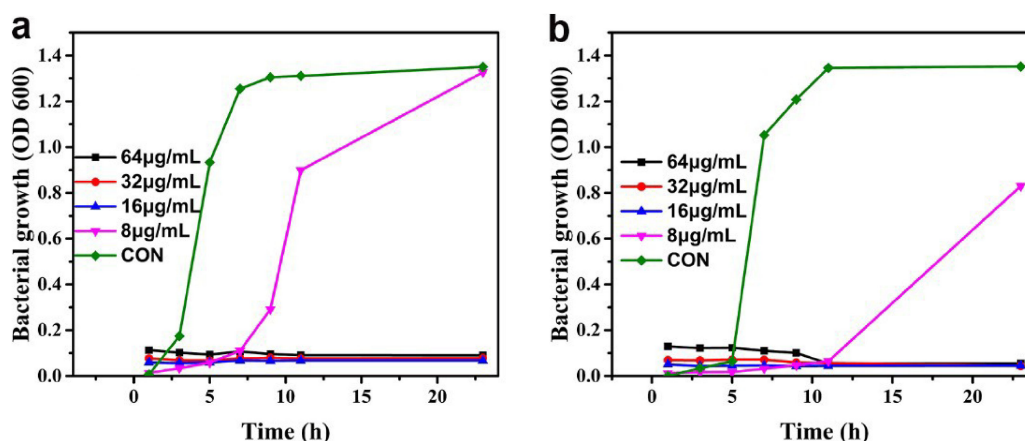 a
Bacterial growth (OD 600)
1.4
1.2
1.0
0.8
0.6
0.4
0.2
0.0
64μg/mL
32μg/mL
16μg/mL
8μg/mL
CON
0
5
10
15
20
Time (h)
b
Bacterial growth (OD 600)
1.4
1.2
1.0
0.8
0.6
0.4
0.2
0.0
64μg/mL
32μg/mL
16μg/mL
8μg/mL
CON
0
5
10
15
20
Time (h)